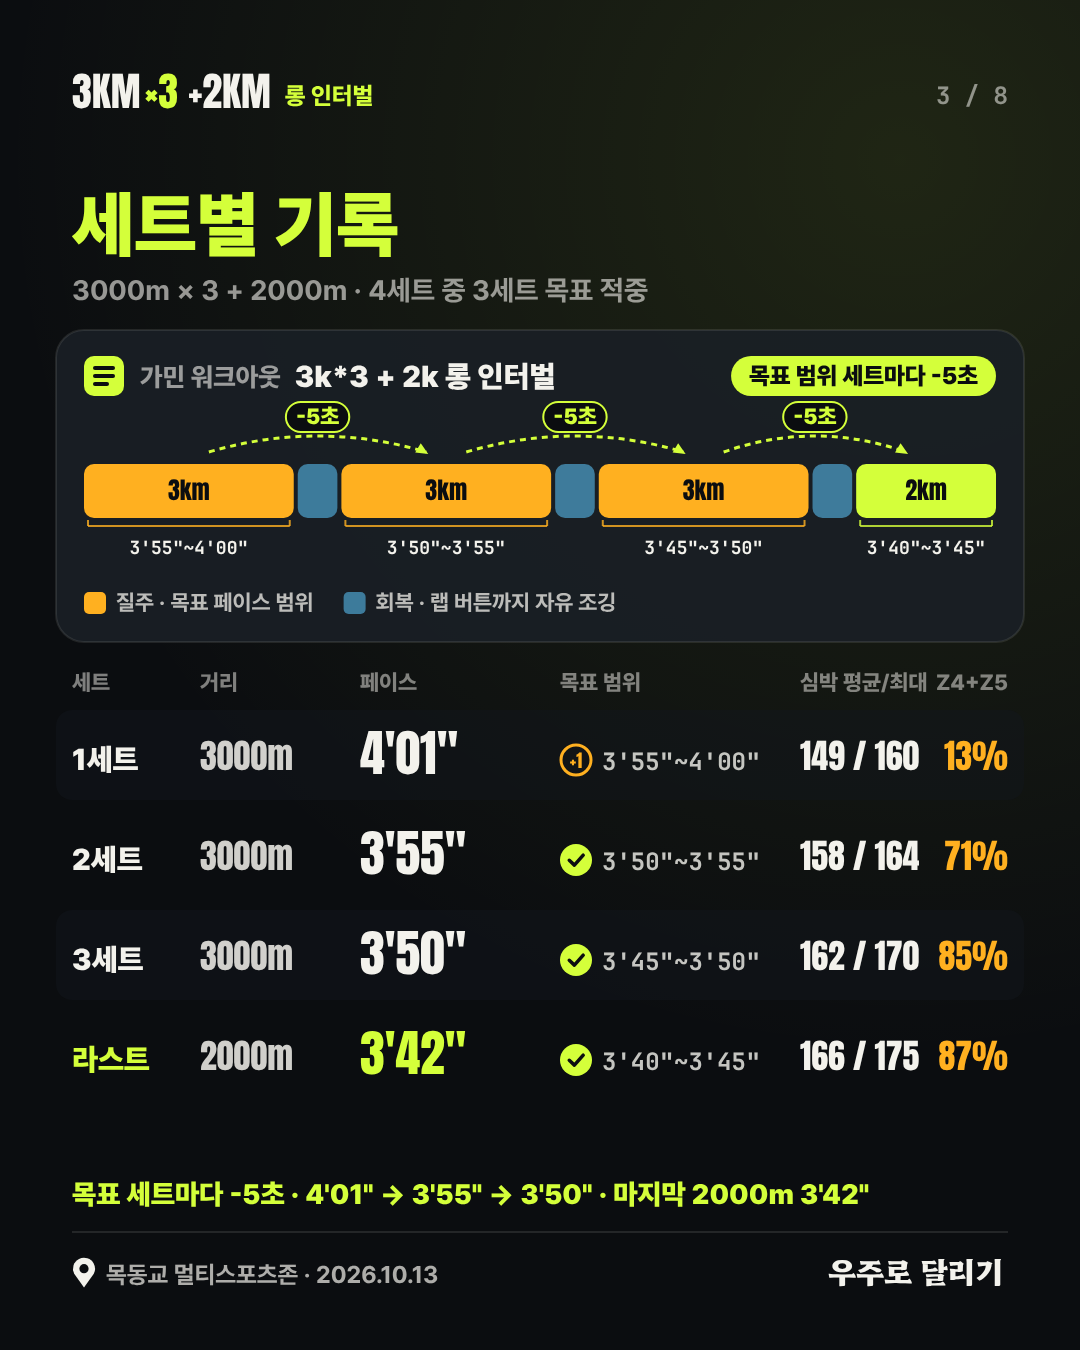 3KM×3 +2KM 롱 인터벌
3 / 8
세트별 기록
3000m × 3 + 2000m · 4세트 중 3세트 목표 적중
가민 워크아웃 3k*3 + 2k 롱 인터벌
목표 범위 세트마다 -5초
-5초 -5초 -5초
3km 3km 3km 2km
3'55"~4'00" 3'50"~3'55" 3'45"~3'50" 3'40"~3'45"
질주 · 목표 페이스 범위 회복 · 랩 버튼까지 자유 조깅
세트 거리 페이스 목표 범위 심박 평균/최대 Z4+Z5
1세트 3000m 4'01" +1 3'55"~4'00" 149 / 160 13%
2세트 3000m 3'55" 3'50"~3'55" 158 / 164 71%
3세트 3000m 3'50" 3'45"~3'50" 162 / 170 85%
라스트 2000m 3'42" 3'40"~3'45" 166 / 175 87%
목표 세트마다 -5초 · 4'01" → 3'55" → 3'50" · 마지막 2000m 3'42"
목동교 멀티스포츠존 · 2026.10.13
우주로 달리기